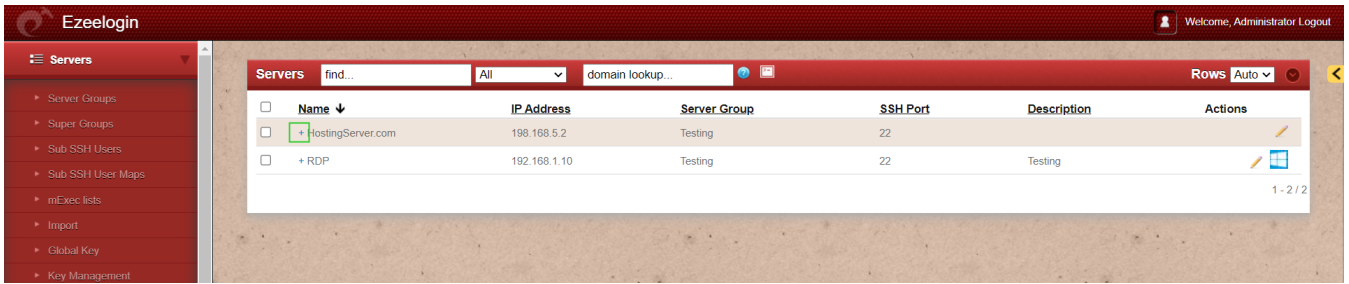 Ezeelogin
Welcome, Administrator Logout
Servers
Server Groups
Super Groups
Sub SSH Users
Sub SSH User Maps
mExec lists
Import
Global Key
Key Management
Servers find... All domain lookup... Rows Auto
Name IP Address Server Group SSH Port Description Actions
+ HostingServer.com 198.168.5.2 Testing 22
+ RDP 192.168.1.10 Testing 22 Testing
1 - 2 / 2